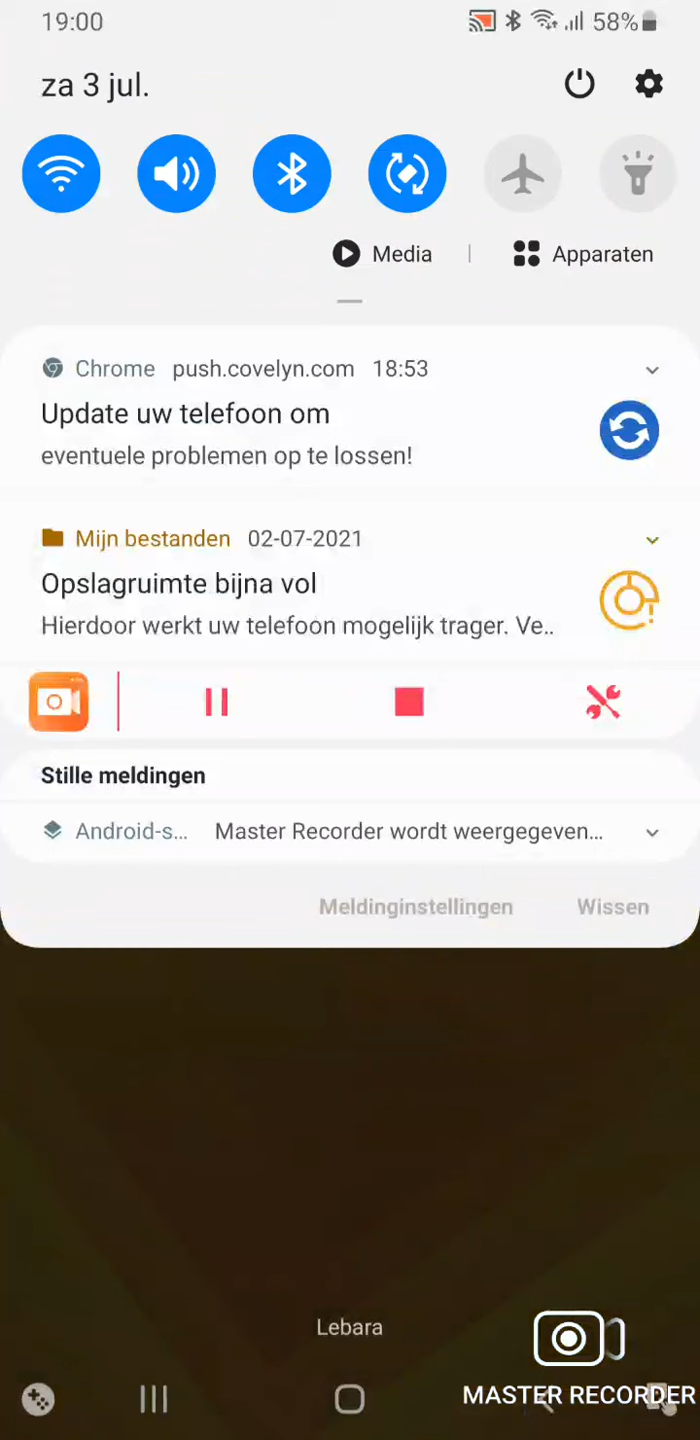 19:00 58%
za 3 jul.
Media | Apparaten
Chrome push.covelyn.com 18:53
Update uw telefoon om
eventuele problemen op te lossen!
Mijn bestanden 02-07-2021
Opslagruimte bijna vol
Hierdoor werkt uw telefoon mogelijk trager. Ve..
Stille meldingen
Android-s... Master Recorder wordt weergegeven...
Meldinginstellingen Wissen
Lebara
MASTER RECORDER